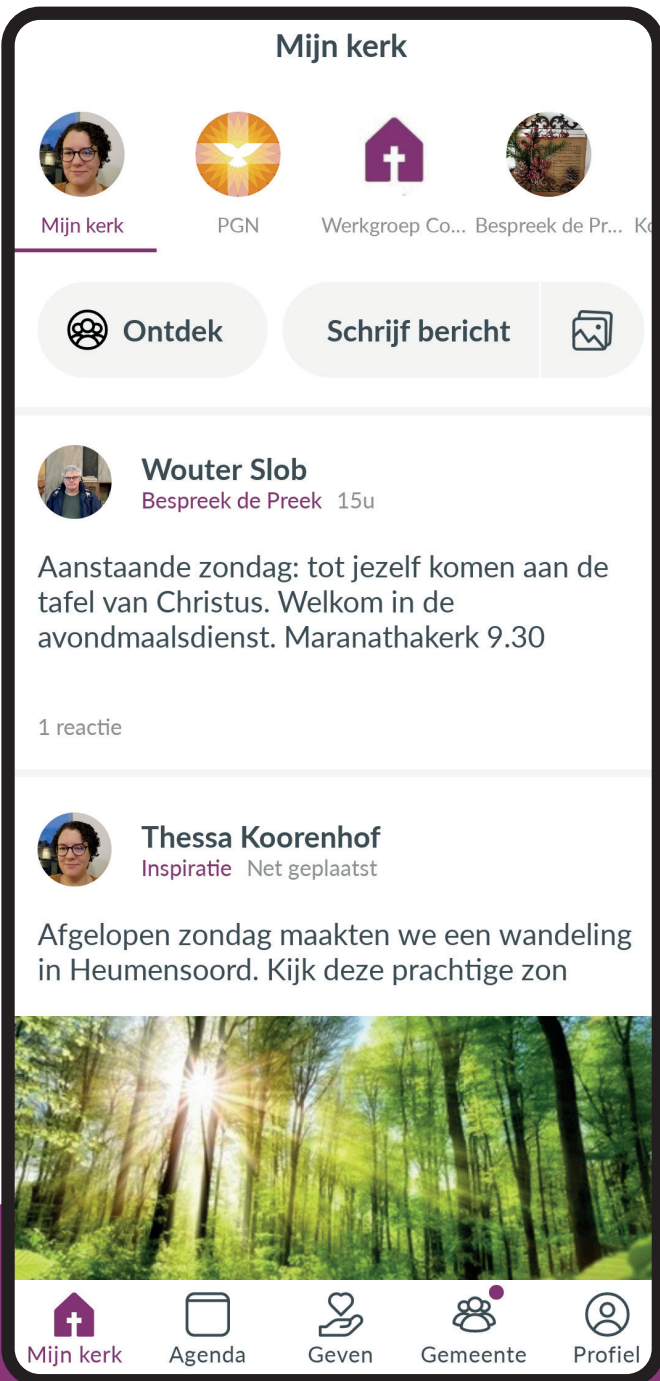 Mijn kerk
Mijn kerk
PGN
Werkgroep Co...
Bespreek de Pr...
Ko
Ontdek
Schrijf bericht
Wouter Slob
Bespreek de Preek 15u
Aanstaande zondag: tot jezelf komen aan de
tafel van Christus. Welkom in de
avondmaalsdienst. Maranathakerk 9.30
1 reactie
Thessa Koorenhof
Inspiratie Net geplaatst
Afgelopen zondag maakten we een wandeling
in Heumensoord. Kijk deze prachtige zon
Mijn kerk
Agenda
Geven
Gemeente
Profiel